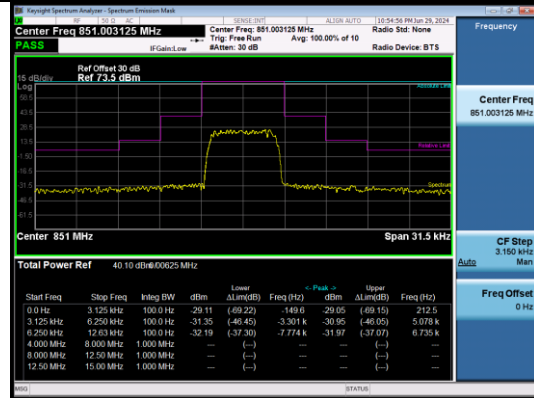 Keysight Spectrum Analyzer - Spectrum Emission Mask
RF 50 Ω AC SENSE:INT ALIGN AUTO 10:54:56 PM Jun 29, 2024
Center Freq 851.003125 MHz Center Freq: 851.003125 MHz Radio Std: None
Trig: Free Run Avg: 100.00% of 10
PASS IFGain:Low #Atten: 30 dB Radio Device: BTS
Ref Offset 30 dB
15 dB/div Ref 73.5 dBm
Log
Absolute Limit
58.5
43.5
28.5
13.5
Relative Limit
-1.50
-16.5
-31.5
Spectrum
-46.5
-61.5
Center 851 MHz Span 31.5 kHz
Total Power Ref 40.10 dBm/0.00625 MHz
Lower <- Peak -> Upper
Start Freq Stop Freq Integ BW dBm ΔLim(dB) Freq (Hz) dBm ΔLim(dB) Freq (Hz)
0.0 Hz 3.125 kHz 100.0 Hz -29.11 (-69.22) -149.6 -29.05 (-69.15) 212.5
3.125 kHz 6.250 kHz 100.0 Hz -31.35 (-46.45) -3.301 k -30.95 (-46.05) 5.078 k
6.250 kHz 12.63 kHz 100.0 Hz -32.19 (-37.30) -7.774 k -31.97 (-37.07) 6.735 k
4.000 MHz 8.000 MHz 1.000 MHz --- (---) --- (---) ---
8.000 MHz 12.50 MHz 1.000 MHz --- (---) --- (---) ---
12.50 MHz 15.00 MHz 1.000 MHz --- (---) --- (---) ---
MSG STATUS
Frequency
Center Freq
851.003125 MHz
CF Step
3.150 kHz
Auto Man
Freq Offset
0 Hz